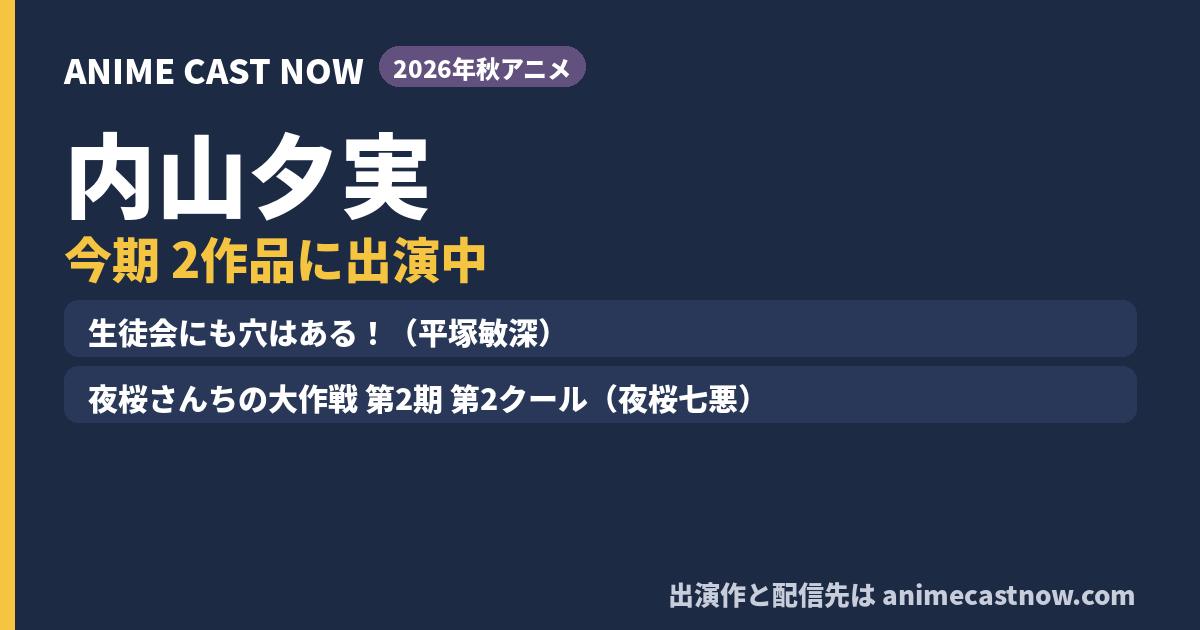 ANIME CAST NOW 2026年秋アニメ
内山夕実
今期 2作品に出演中
生徒会にも穴はある！（平塚敏深）
夜桜さんちの大作戦 第2期 第2クール（夜桜七悪）
出演作と配信先は animecastnow.com